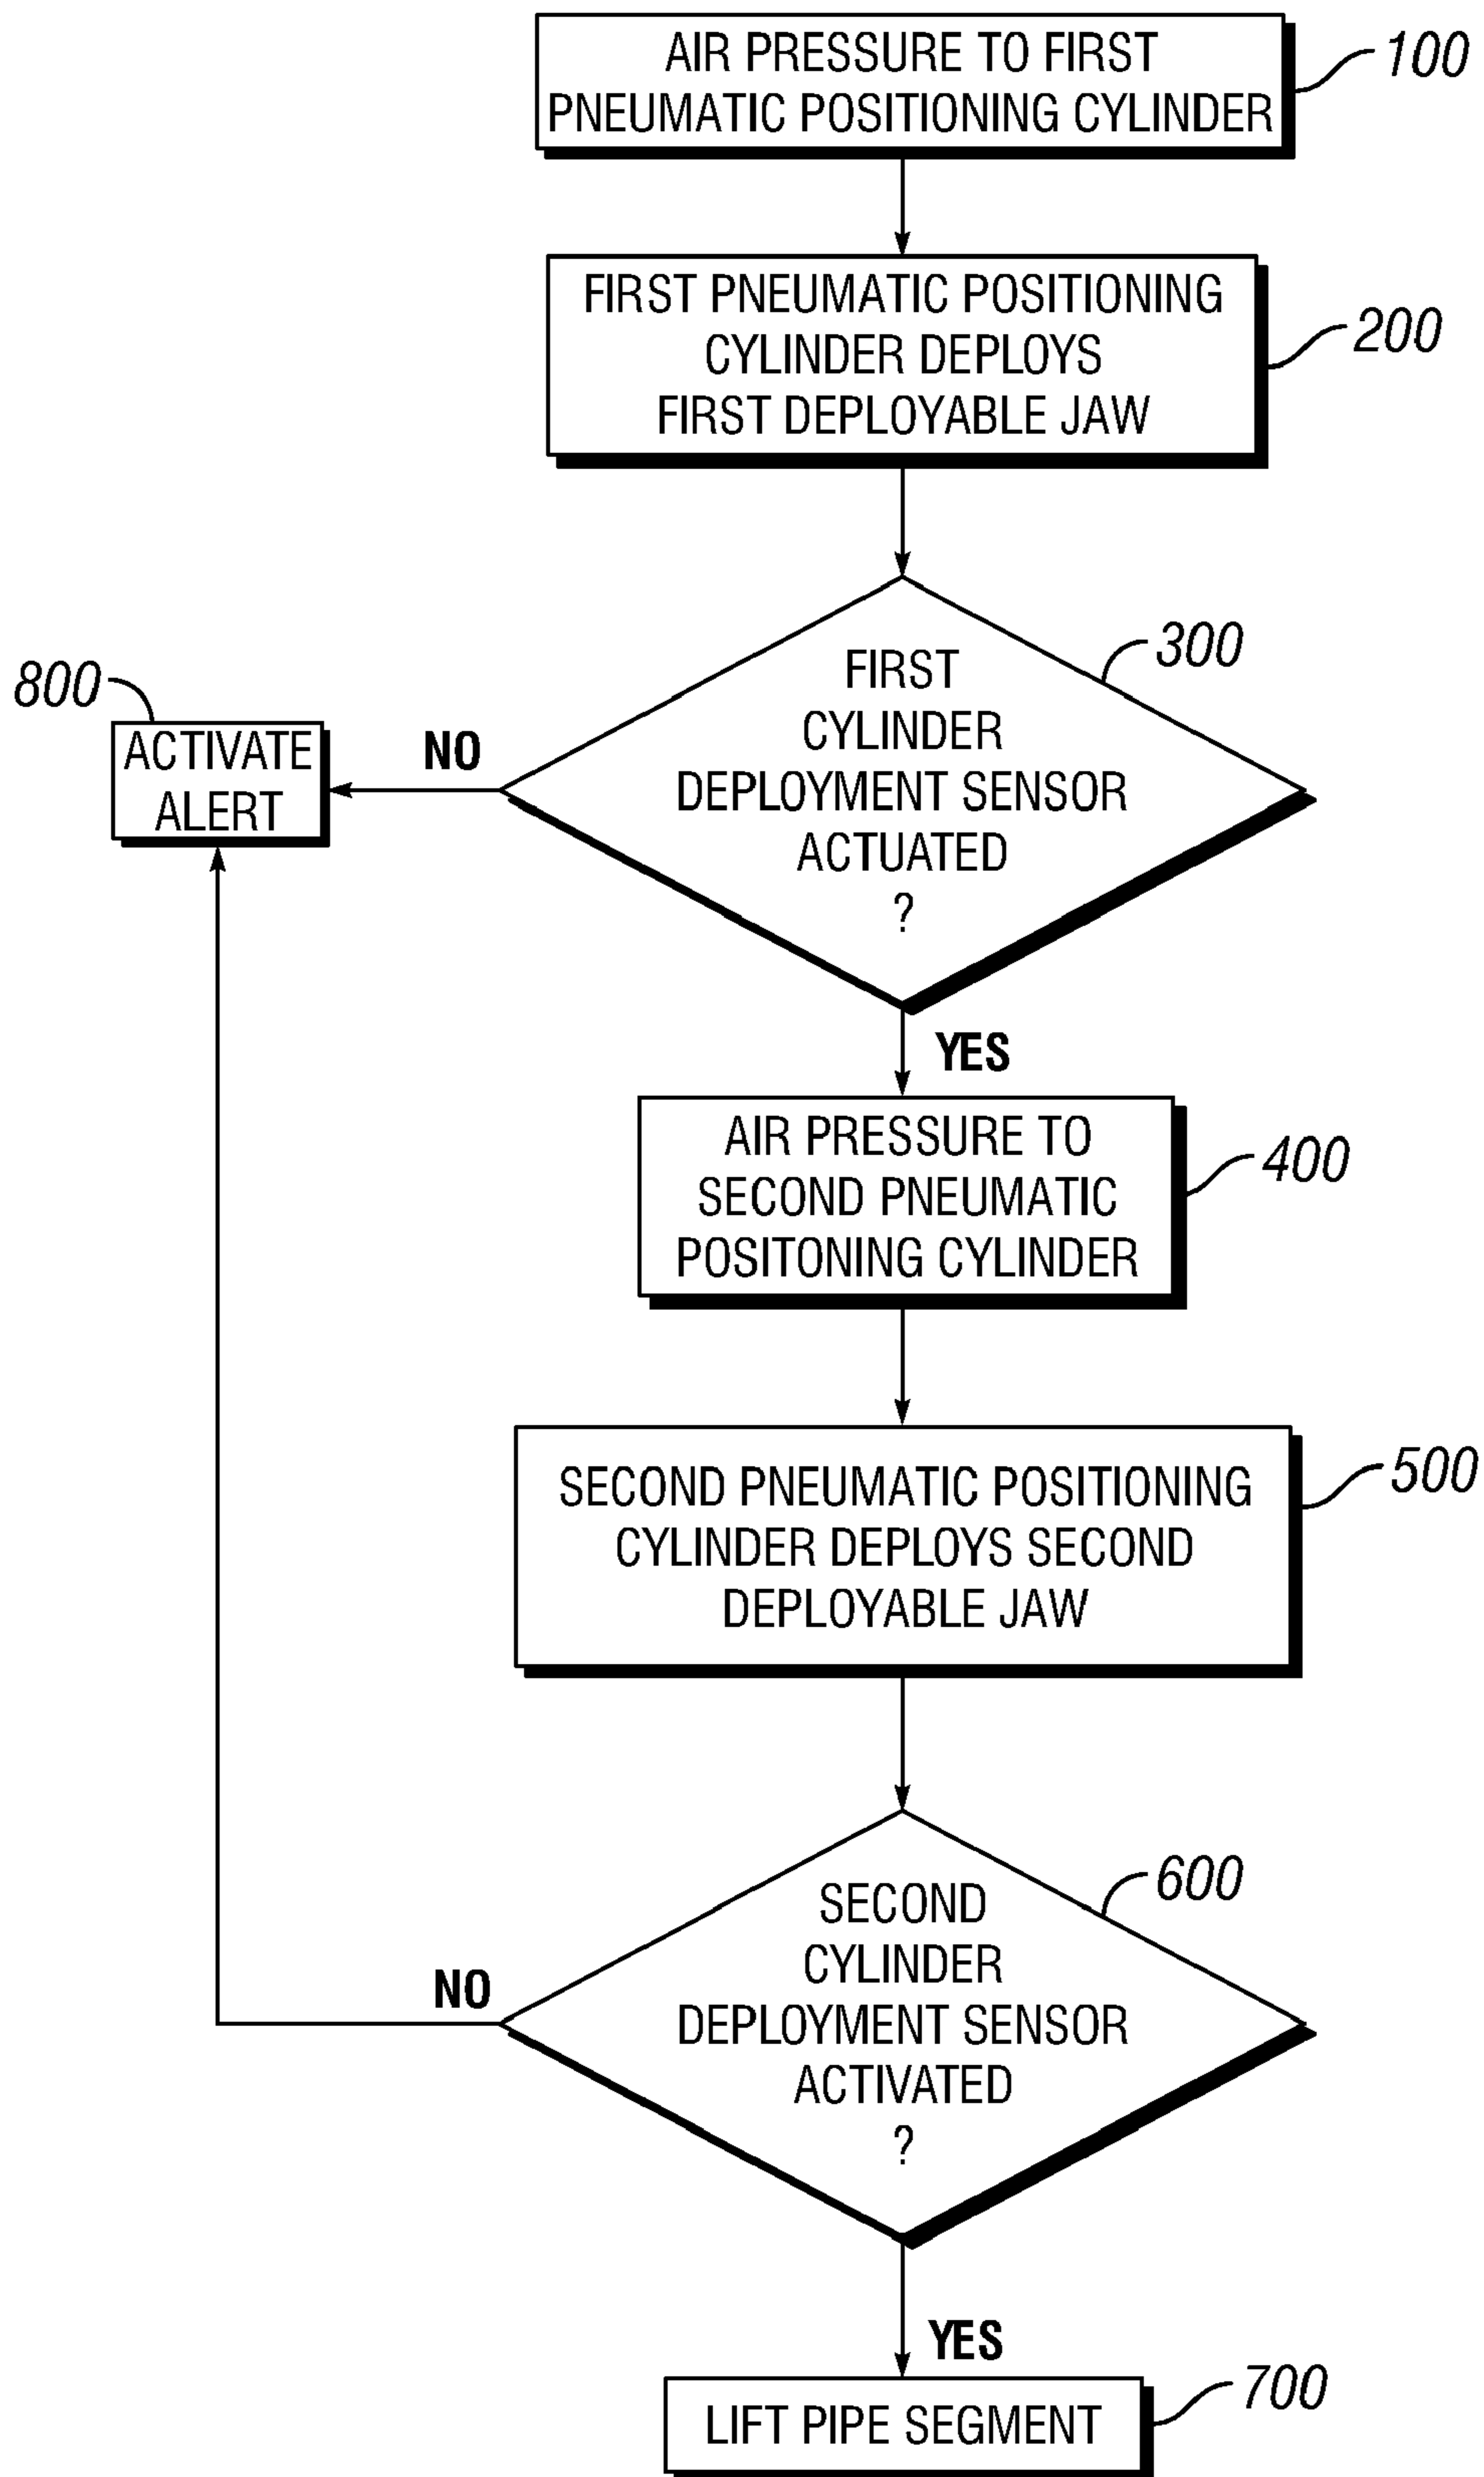 AIR PRESSURE TO FIRST
PNEUMATIC POSITIONING CYLINDER
100
FIRST PNEUMATIC POSITIONING
CYLINDER DEPLOYS
FIRST DEPLOYABLE JAW
200
FIRST
CYLINDER
DEPLOYMENT SENSOR
ACTUATED
?
300
NO
800
ACTIVATE
ALERT
YES
AIR PRESSURE TO
SECOND PNEUMATIC
POSITONING CYLINDER
400
SECOND PNEUMATIC POSITIONING
CYLINDER DEPLOYS SECOND
DEPLOYABLE JAW
500
SECOND
CYLINDER
DEPLOYMENT SENSOR
ACTIVATED
?
600
NO
YES
LIFT PIPE SEGMENT
700